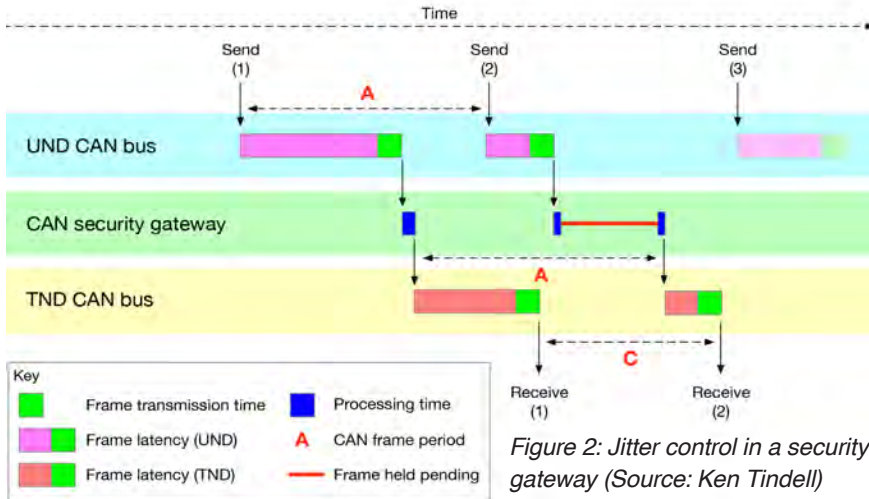 Time
Send
(1)
Send
(2)
Send
(3)
A
UND CAN bus
CAN security gateway
A
TND CAN bus
C
Receive
(1)
Receive
(2)
Key
Frame transmission time
Processing time
Frame latency (UND)
A CAN frame period
Frame latency (TND)
Frame held pending
Figure 2: Jitter control in a security
gateway (Source: Ken Tindell)